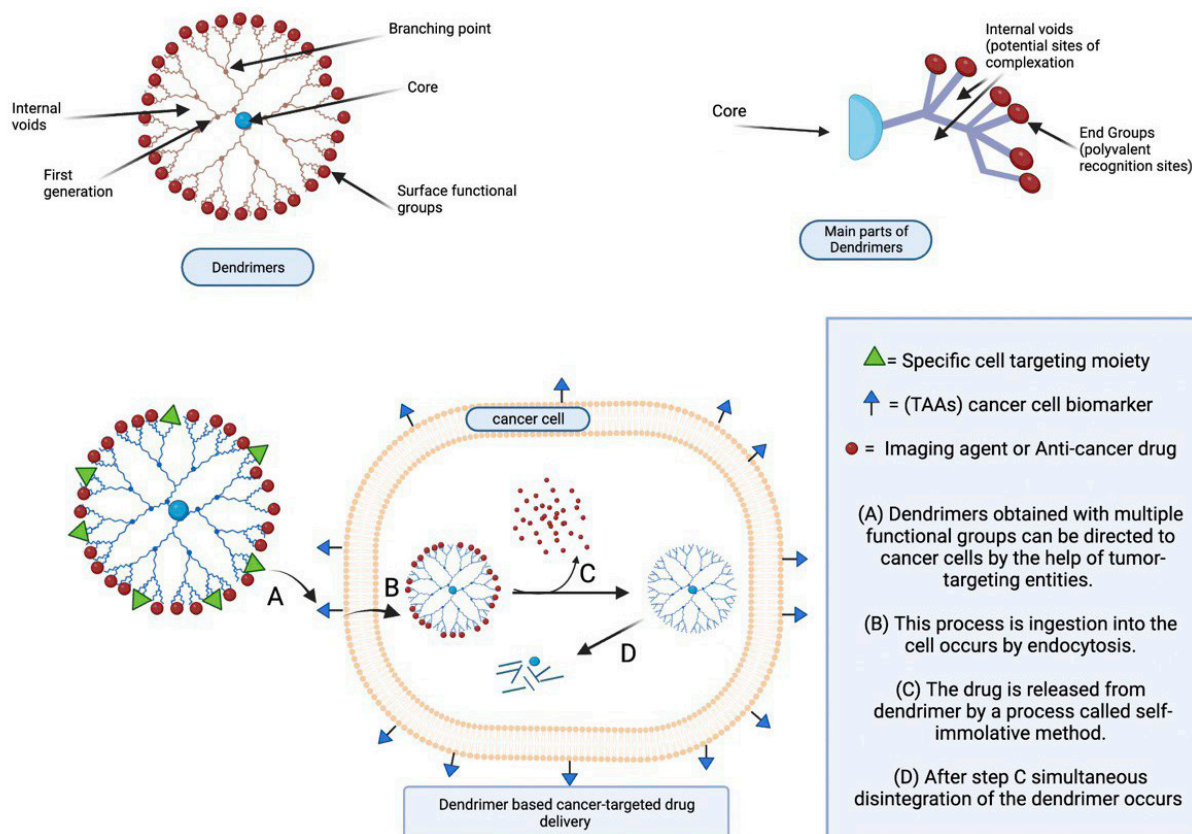 Branching point
Core
Internal
voids
First
generation
Surface functional
groups
Dendrimers
Internal voids
(potential sites of
complexation
Core
End Groups
(polyvalent
recognition sites)
Main parts of
Dendrimers
cancer cell
A
B
C
D
Dendrimer based cancer-targeted drug
delivery
= Specific cell targeting moiety
= (TAAs) cancer cell biomarker
= Imaging agent or Anti-cancer drug
(A) Dendrimers obtained with multiple
functional groups can be directed to
cancer cells by the help of tumor-
targeting entities.
(B) This process is ingestion into the
cell occurs by endocytosis.
(C) The drug is released from
dendrimer by a process called self-
immolative method.
(D) After step C simultaneous
disintegration of the dendrimer occurs